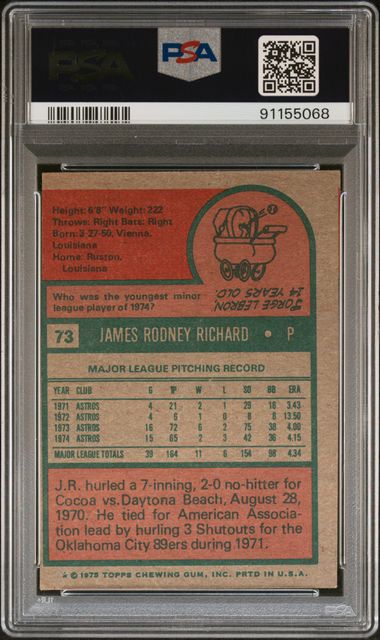 PSA
PSA
91155068
Height: 6'8" Weight: 222
Throws: Right Bats: Right
Born: 3-27-50, Vienna,
Louisiana
Home: Ruston,
Louisiana
Who was the youngest minor
league player of 1974?
JORGE LEBRON,
14 YEARS OLD.
73 JAMES RODNEY RICHARD • P
MAJOR LEAGUE PITCHING RECORD
YEAR CLUB G IP W L SO BB ERA
1971 ASTROS 4 21 2 1 29 16 3.43
1972 ASTROS 4 6 1 0 8 8 13.50
1973 ASTROS 16 72 6 2 75 38 4.00
1974 ASTROS 15 65 2 3 42 36 4.15
MAJOR LEAGUE TOTALS 39 164 11 6 154 98 4.34
J.R. hurled a 7-inning, 2-0 no-hitter for
Cocoa vs. Daytona Beach, August 28,
1970. He tied for American Associa-
tion lead by hurling 3 Shutouts for the
Oklahoma City 89ers during 1971.
☆ © 1975 TOPPS CHEWING GUM, INC. PRTD IN U.S.A.